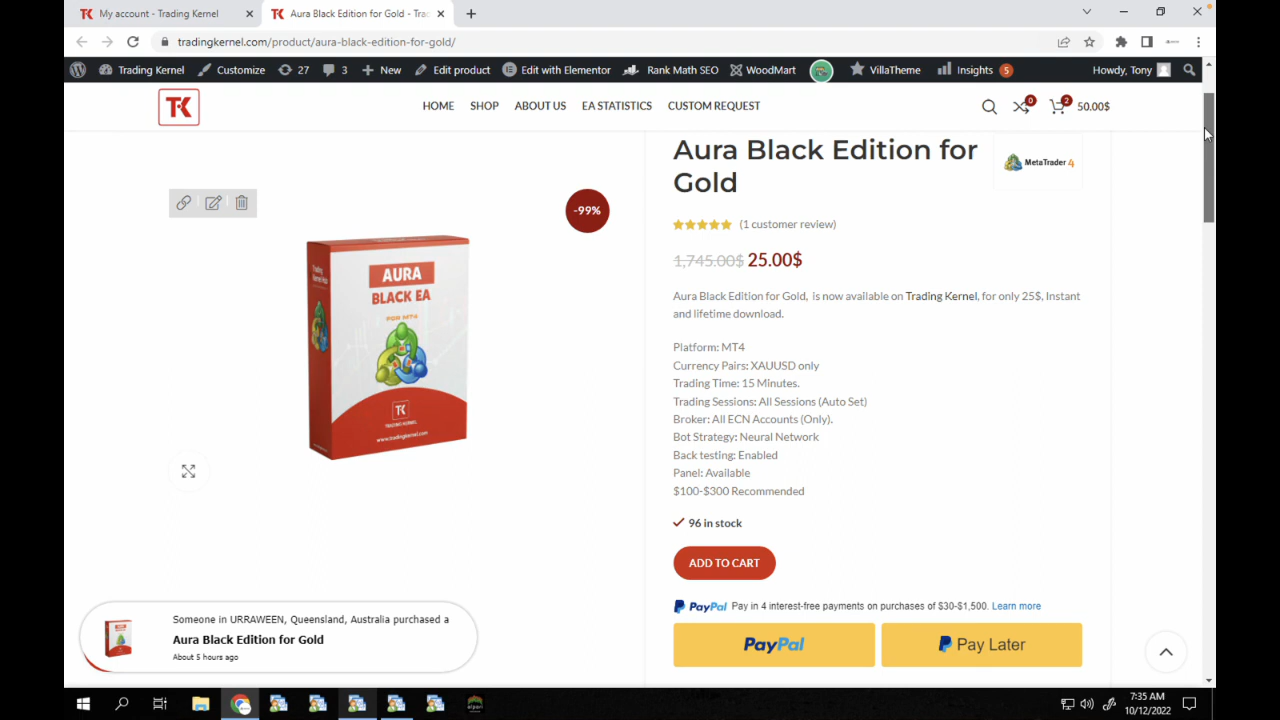 My account - Trading Kernel
Aura Black Edition for Gold - Trad
tradingkernel.com/product/aura-black-edition-for-gold/
Trading Kernel
Customize
27
3
New
Edit product
Edit with Elementor
Rank Math SEO
WoodMart
VillaTheme
Insights 5
Howdy, Tony
TK
HOME
SHOP
ABOUT US
EA STATISTICS
CUSTOM REQUEST
0
2
50.00$
Aura Black Edition for
Gold
MetaTrader 4
-99%
(1 customer review)
1,745.00$ 25.00$
Aura Black Edition for Gold, is now available on Trading Kernel, for only 25$, Instant
and lifetime download.
Platform: MT4
Currency Pairs: XAUUSD only
Trading Time: 15 Minutes.
Trading Sessions: All Sessions (Auto Set)
Broker: All ECN Accounts (Only).
Bot Strategy: Neural Network
Back testing: Enabled
Panel: Available
$100-$300 Recommended
96 in stock
ADD TO CART
PayPal Pay in 4 interest-free payments on purchases of $30-$1,500. Learn more
PayPal
Pay Later
AURA
BLACK EA
FOR MT4
TK
TRADING KERNEL
www.tradingkernel.com
Someone in URRAWEEN, Queensland, Australia purchased a
Aura Black Edition for Gold
About 5 hours ago
7:35 AM
10/12/2022